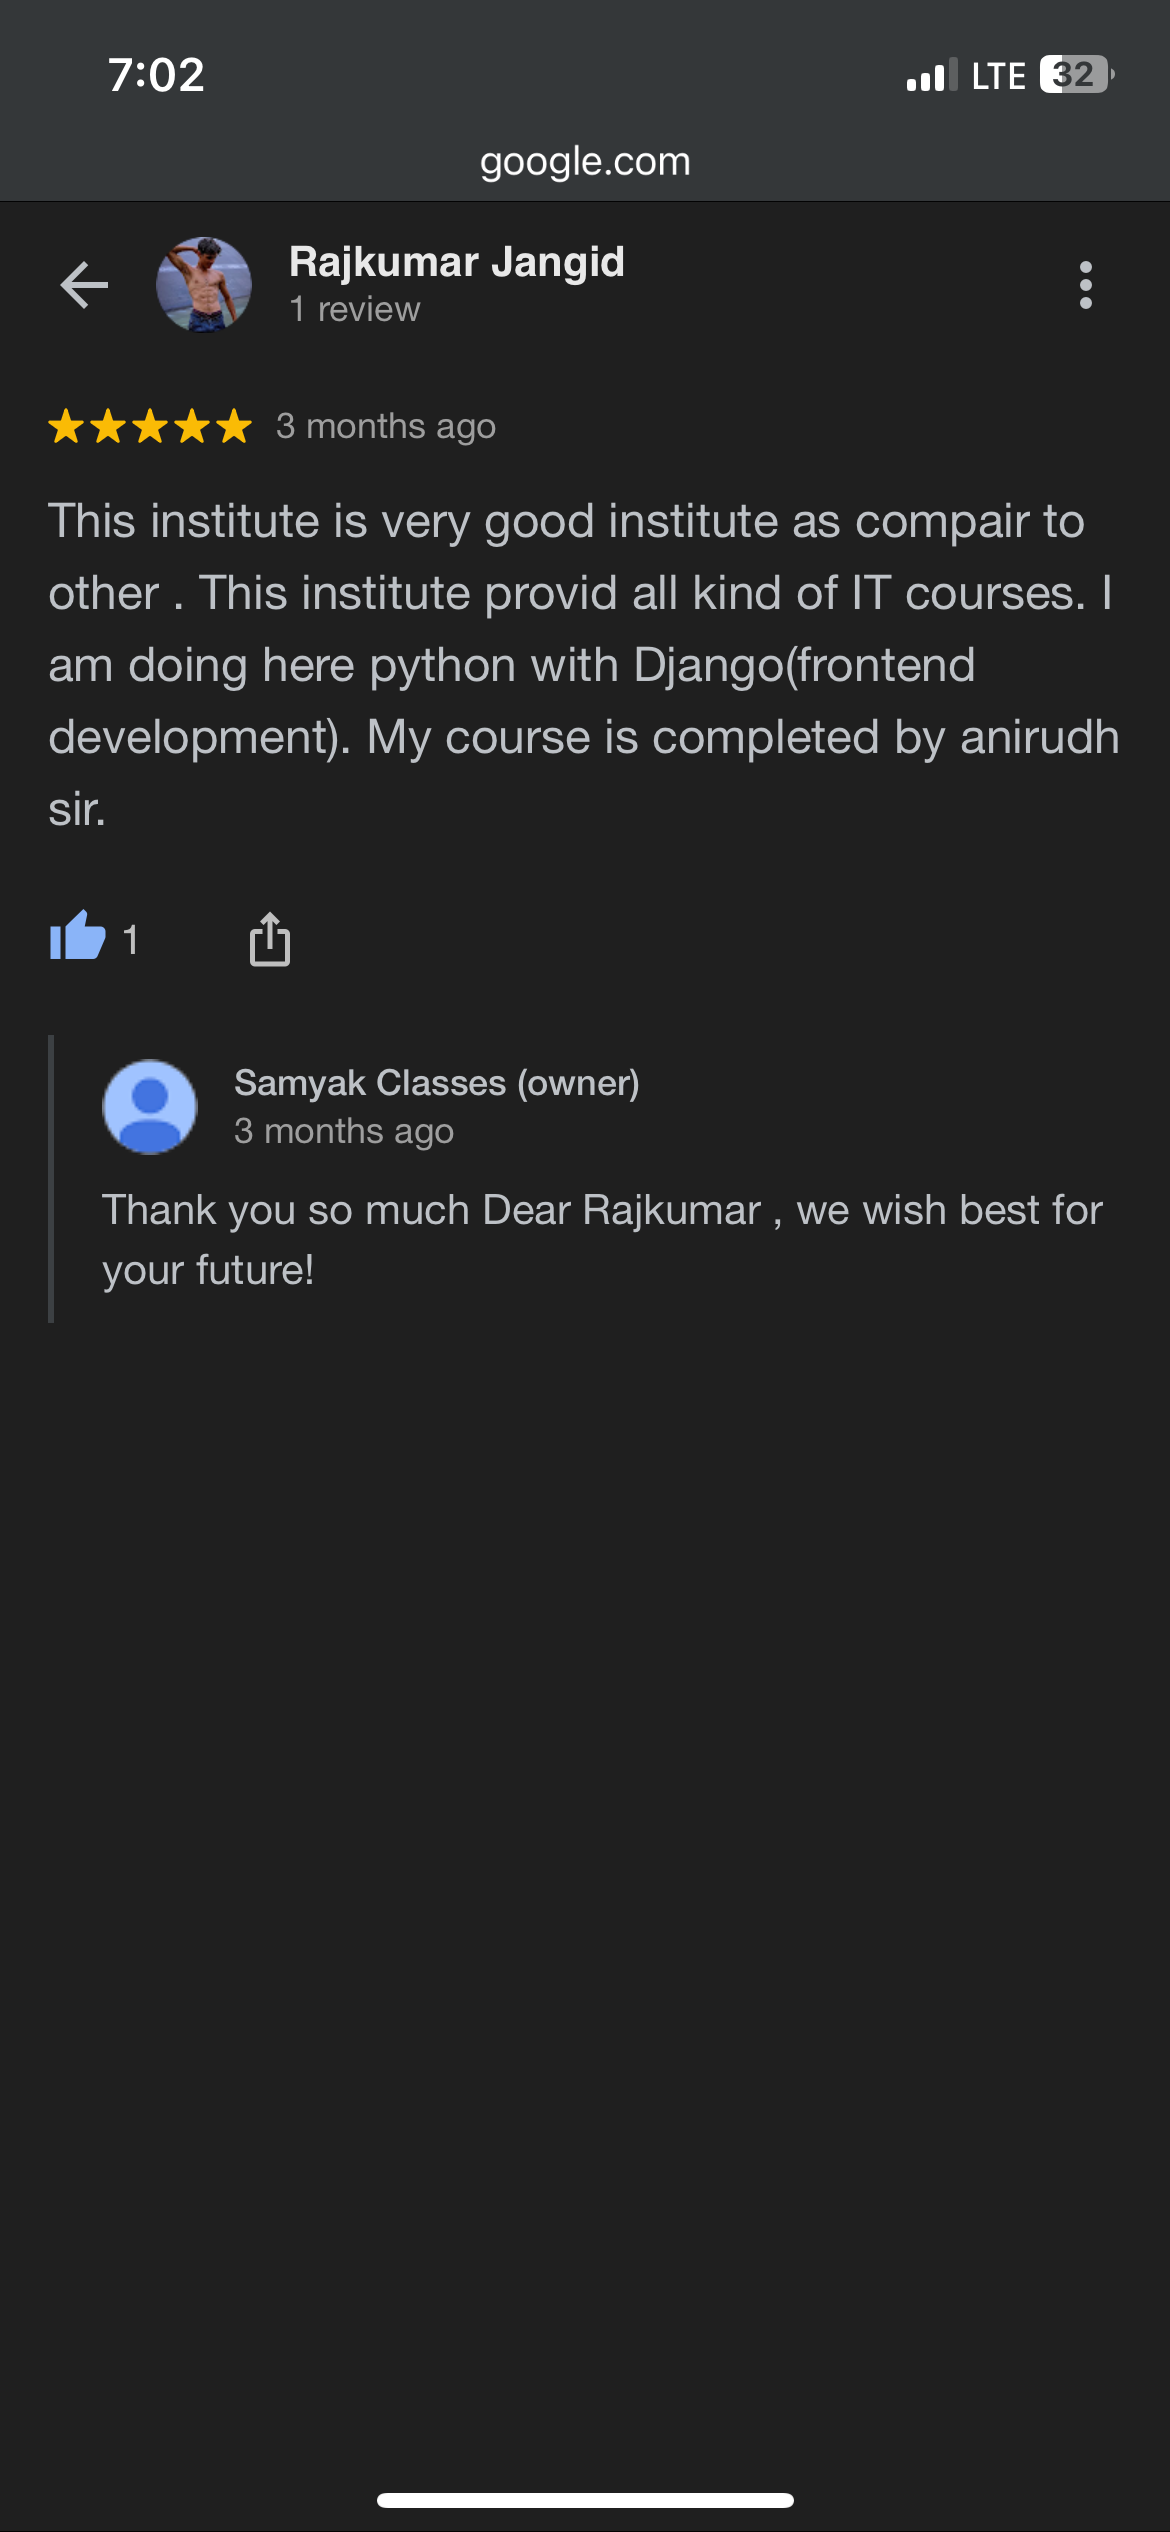 7:02
LTE 32
google.com
Rajkumar Jangid
1 review
3 months ago
This institute is very good institute as compair to
other . This institute provid all kind of IT courses. I
am doing here python with Django(frontend
development). My course is completed by anirudh
sir.
1
Samyak Classes (owner)
3 months ago
Thank you so much Dear Rajkumar , we wish best for
your future!